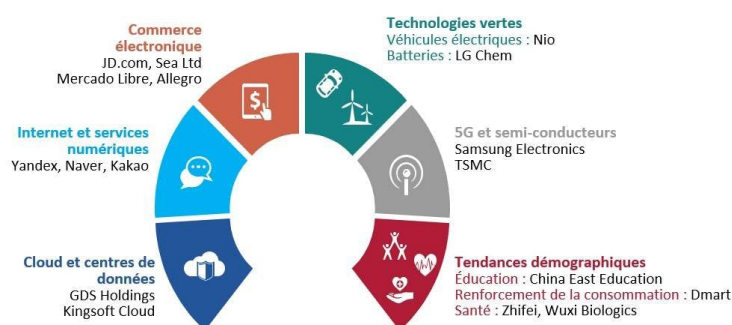 Commerce
électronique
JD.com, Sea Ltd
Mercado Libre, Allegro
Technologies vertes
Véhicules électriques : Nio
Batteries : LG Chem
$
Internet et services
numériques
Yandex, Naver, Kakao
5G et semi-conducteurs
Samsung Electronics
TSMC
Cloud et centres de
données
GDS Holdings
Kingsoft Cloud
Tendances démographiques
Éducation : China East Education
Renforcement de la consommation : Dmart
Santé : Zhifei, Wuxi Biologics